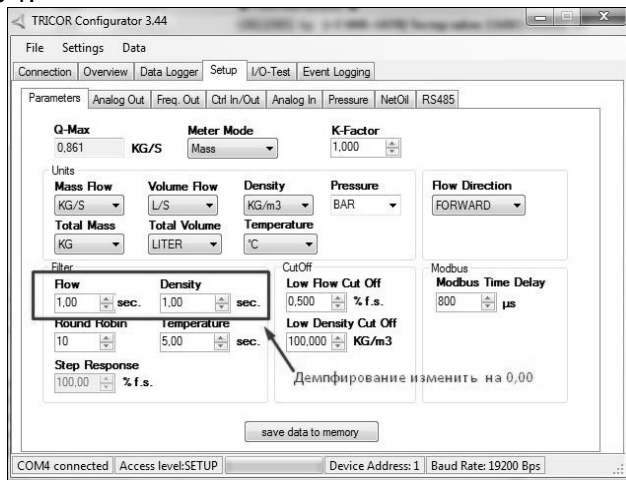 TRICOR Configurator 3.44
File Settings Data
Connection Overview Data Logger Setup I/O-Test Event Logging
Parameters Analog Out Freq. Out Ctrl In/Out Analog In Pressure NetOil RS485
Q-Max Meter Mode K-Factor
0,861 KG/S Mass 1,000
Units
Mass Flow Volume Flow Density Pressure Flow Direction
KG/S L/S KG/m3 BAR FORWARD
Total Mass Total Volume Temperature
KG LITER °C
Filter CutOff Modbus
Flow Density Low Flow Cut Off Modbus Time Delay
1,00 sec. 1,00 sec. 0,500 % f.s. 800 µs
Round Robin Temperature Low Density Cut Off
10 5,00 sec. 100,000 KG/m3
Step Response
100,00 % f.s.
Демпфирование изменить на 0,00
save data to memory
COM4 connected Access level:SETUP Device Address: 1 Baud Rate: 19200 Bps